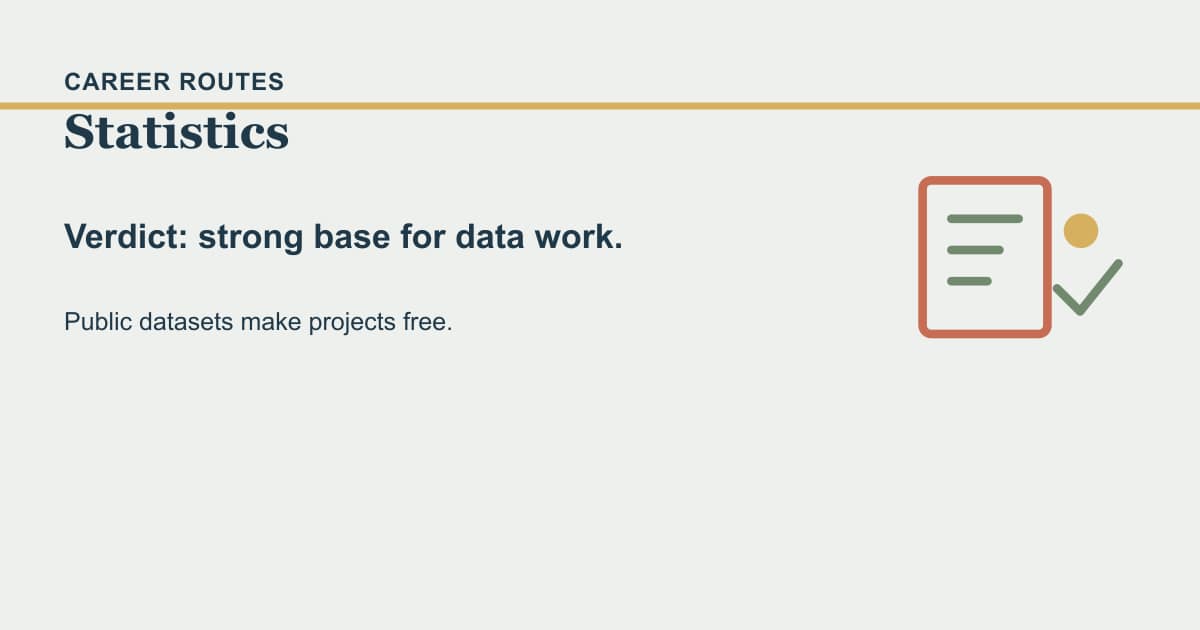 CAREER ROUTES
Statistics
Verdict: strong base for data work.
Public datasets make projects free.